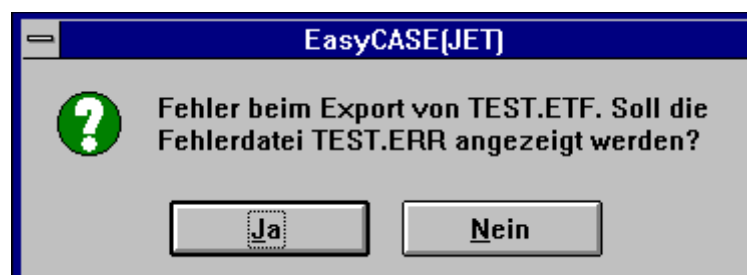 EasyCASE(JET)
Fehler beim Export von TEST.ETF. Soll die
Fehlerdatei TEST.ERR angezeigt werden?
Ja
Nein